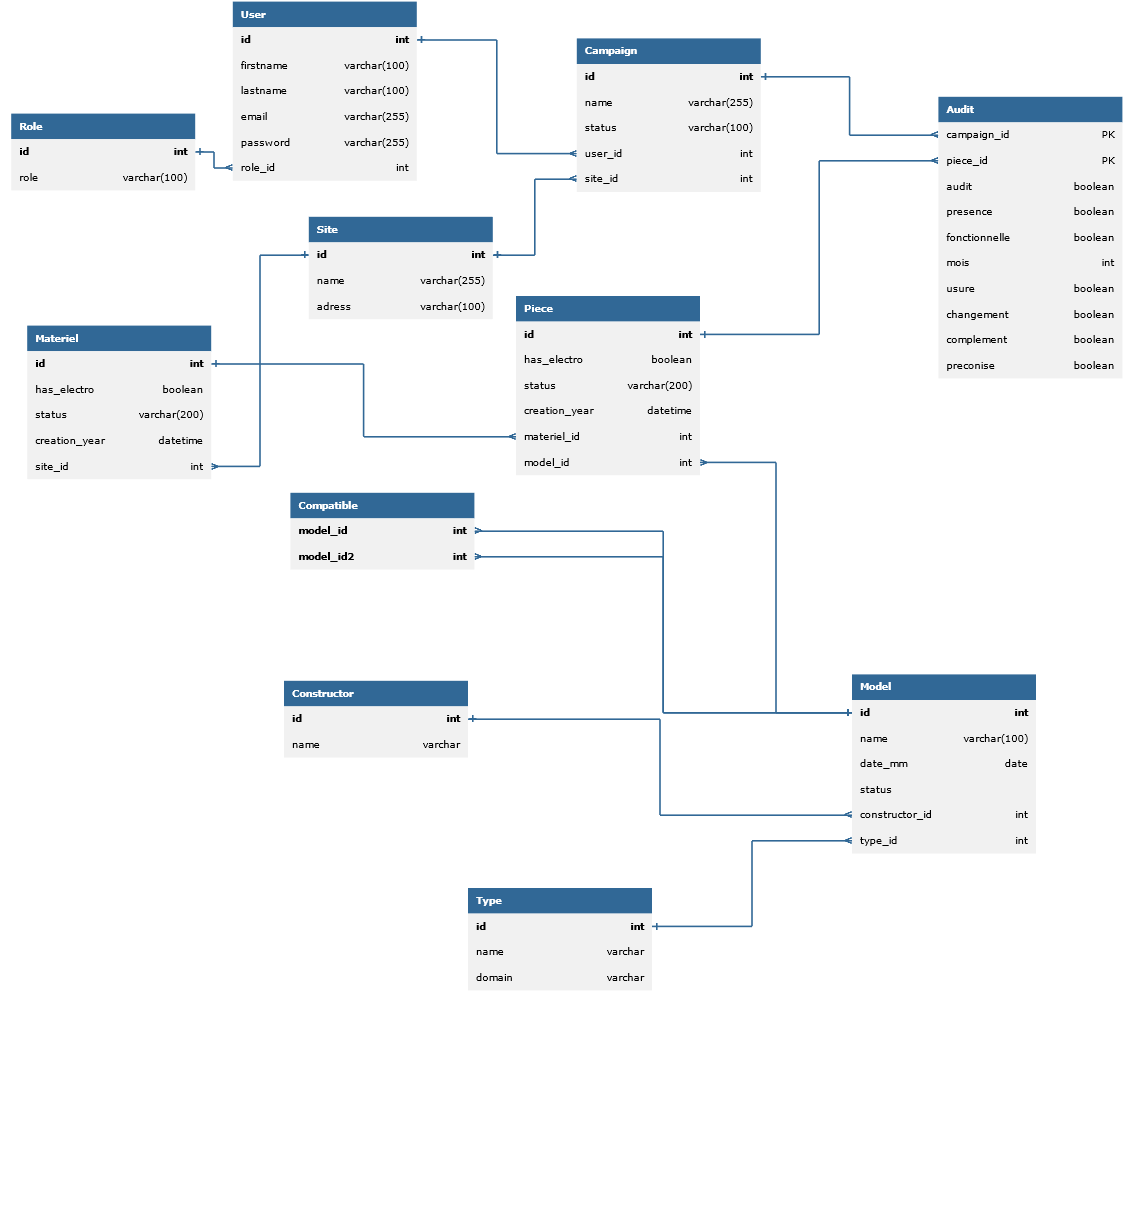 User
id int
firstname varchar(100)
lastname varchar(100)
email varchar(255)
password varchar(255)
role_id int
Campaign
id int
name varchar(255)
status varchar(100)
user_id int
site_id int
Audit
campaign_id PK
piece_id PK
audit boolean
presence boolean
fonctionnelle boolean
mois int
usure boolean
changement boolean
complement boolean
preconise boolean
Role
id int
role varchar(100)
Site
id int
name varchar(255)
adress varchar(100)
Piece
id int
has_electro boolean
status varchar(200)
creation_year datetime
materiel_id int
model_id int
Materiel
id int
has_electro boolean
status varchar(200)
creation_year datetime
site_id int
Compatible
model_id int
model_id2 int
Constructor
id int
name varchar
Model
id int
name varchar(100)
date_mm date
status
constructor_id int
type_id int
Type
id int
name varchar
domain varchar